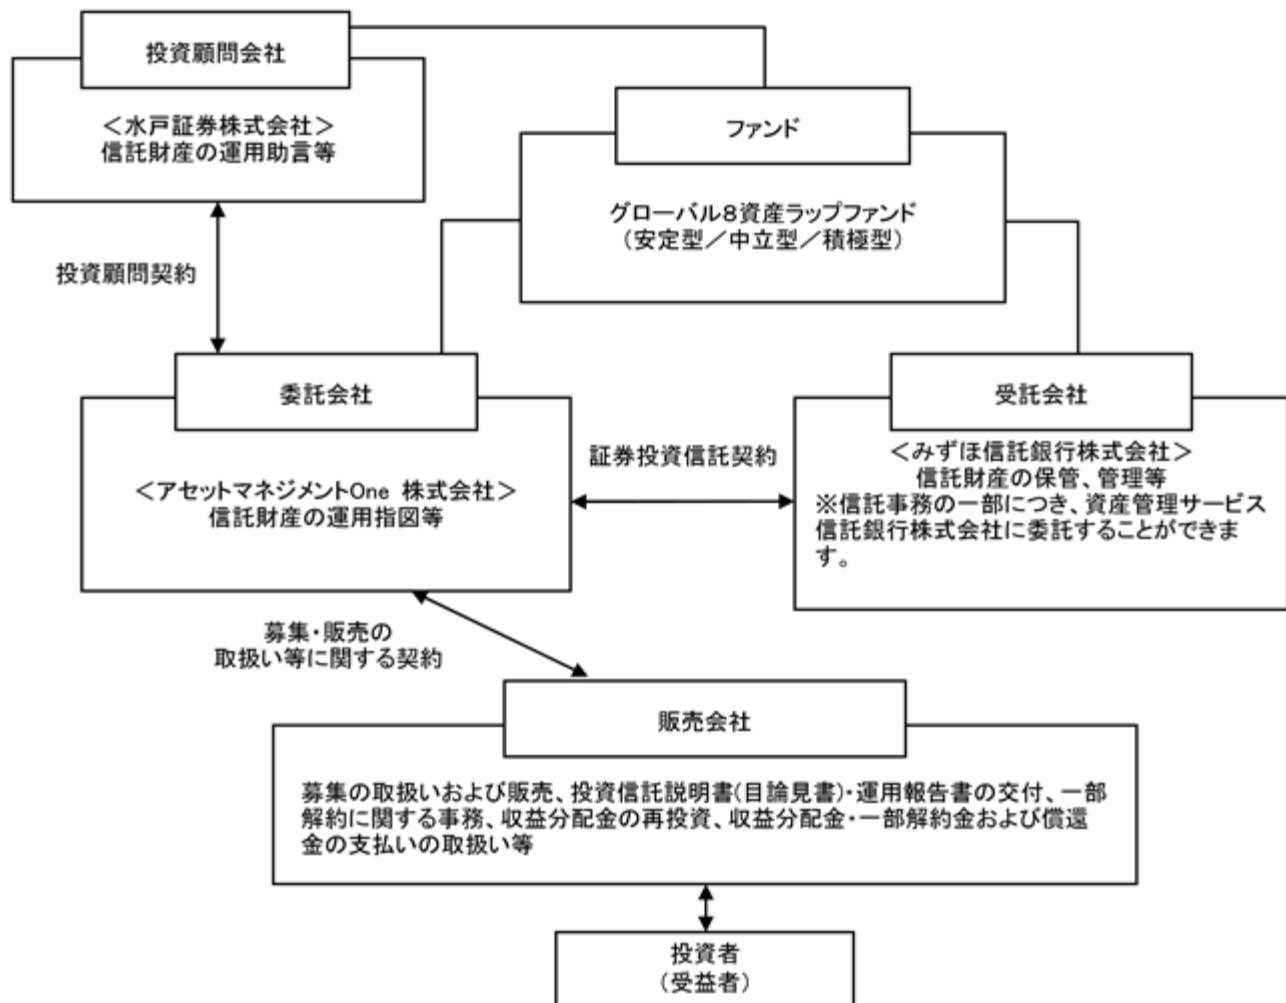 投資顧問会社
＜水戸証券株式会社＞
信託財産の運用助言等
ファンド
グローバル8資産ラップファンド
（安定型／中立型／積極型）
投資顧問契約
委託会社
＜アセットマネジメントOne 株式会社＞
信託財産の運用指図等
証券投資信託契約
受託会社
＜みずほ信託銀行株式会社＞
信託財産の保管、管理等
※信託事務の一部につき、資産管理サービス
信託銀行株式会社に委託することができま
す。
募集・販売の
取扱い等に関する契約
販売会社
募集の取扱いおよび販売、投資信託説明書(目論見書)・運用報告書の交付、一部
解約に関する事務、収益分配金の再投資、収益分配金・一部解約金および償還
金の支払いの取扱い等
投資者
（受益者）